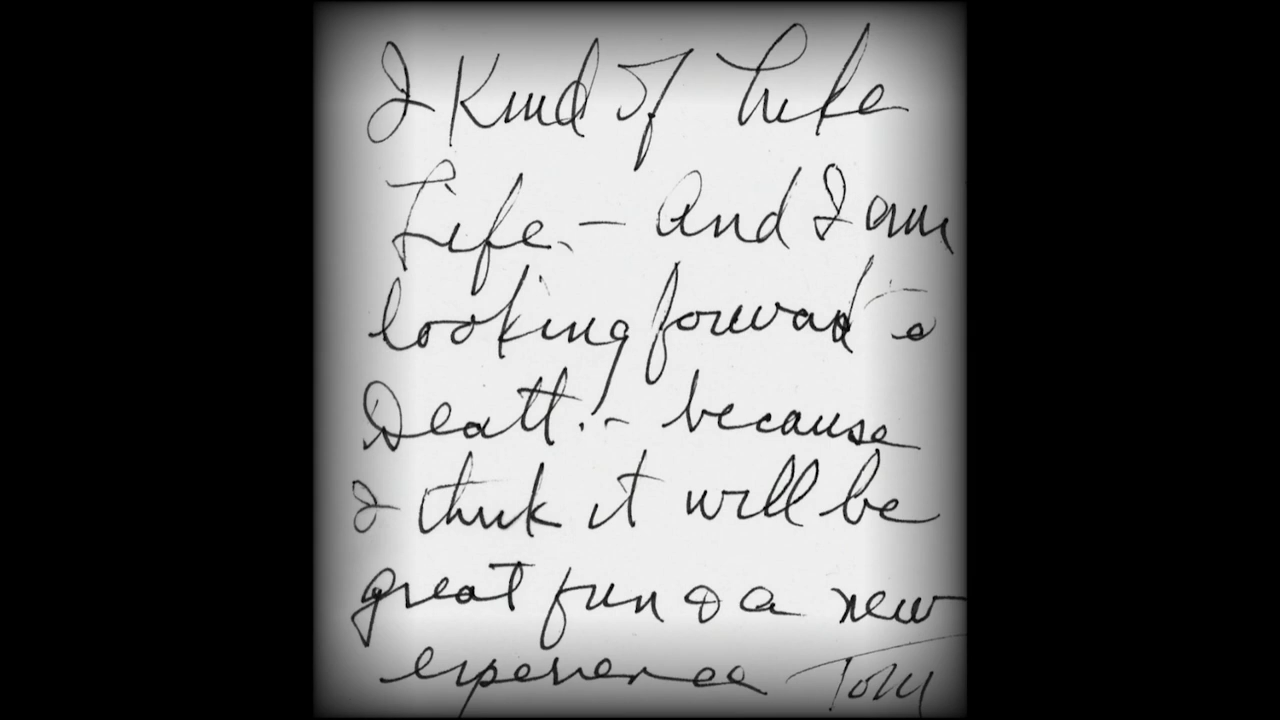 I Kind of Like
Life. – And I am
looking forward to
Death! – because
I think it will be
great fun & a new
experience Tony